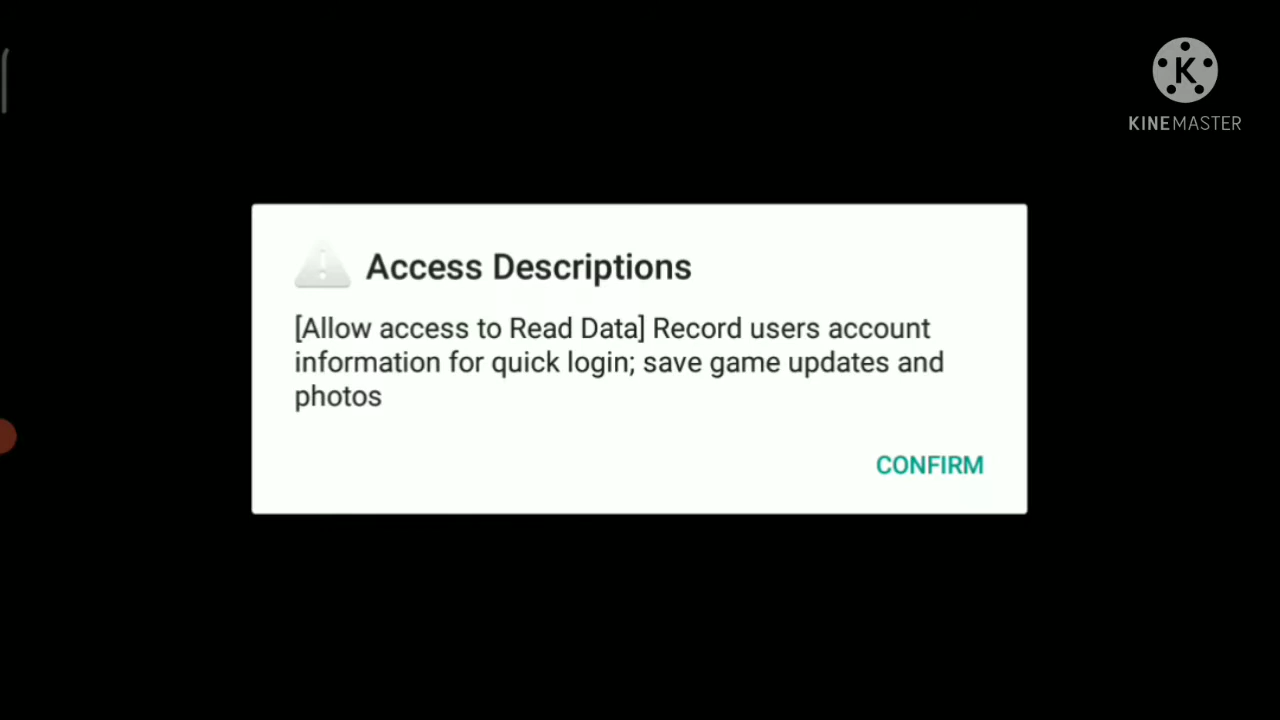 K
KINEMASTER
Access Descriptions
[Allow access to Read Data] Record users account
information for quick login; save game updates and
photos
CONFIRM